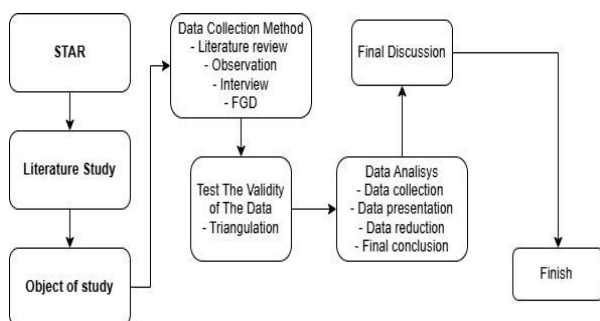 STAR
Literature Study
Object of study
Data Collection Method
- Literature review
- Observation
- Interview
- FGD
Test The Validity
of The Data
- Triangulation
Data Analisys
- Data collection
- Data presentation
- Data reduction
- Final conclusion
Final Discussion
Finish